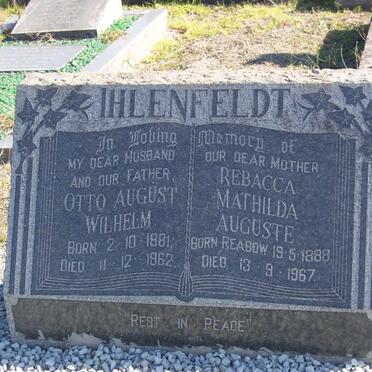 IHLENFELDT
In Loving Memory of
MY DEAR HUSBAND
AND OUR FATHER,
OTTO AUGUST
WILHELM
BORN 2.10.1881,
DIED 11.12.1962.
OUR DEAR MOTHER
REBACCA
MATHILDA
AUGUSTE
BORN REABOW 19.5.1888
DIED 13.9.1967.
"REST IN PEACE"